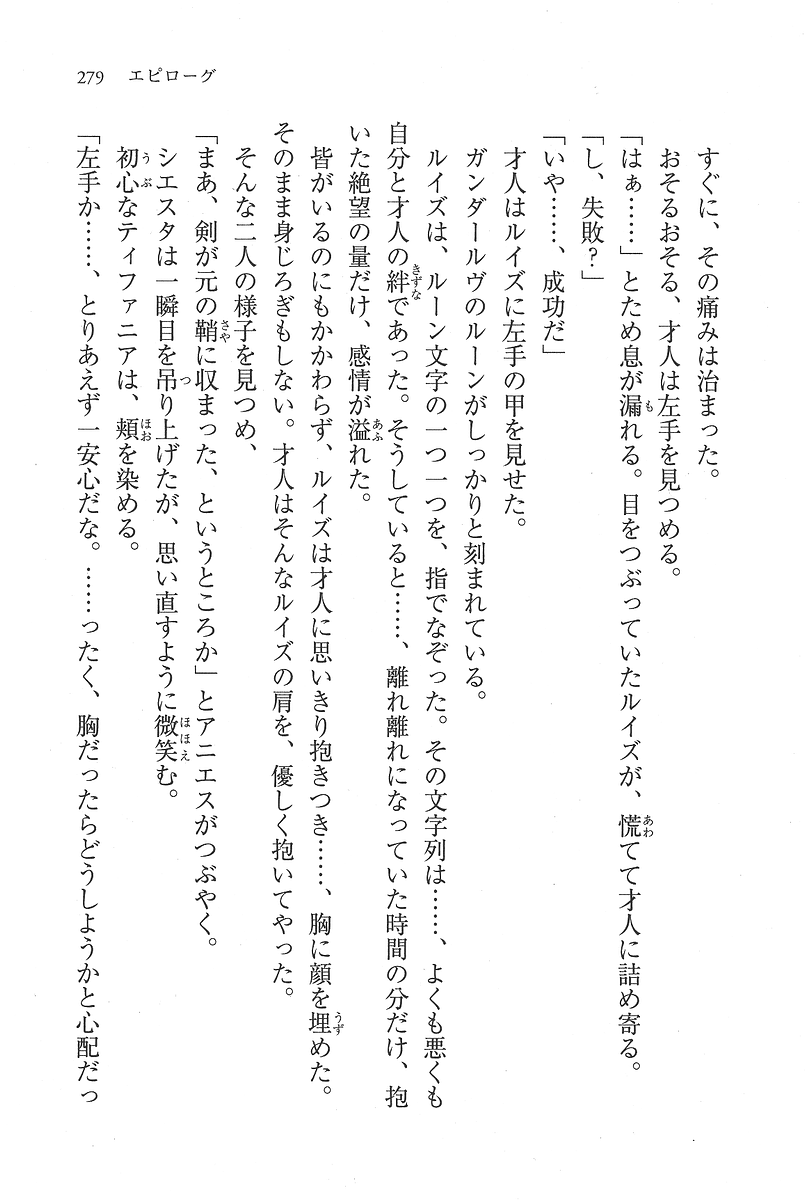 279 エピローグ
すぐに、その痛みは治まった。
おそるおそる、才人は左手を見つめる。
「はぁ……」とため息が漏れる。目をつぶっていたルイズが、慌てて才人に詰め寄る。
「し、失敗？」
「いや……、成功だ」
才人はルイズに左手の甲を見せた。
ガンダールヴのルーンがしっかりと刻まれている。
ルイズは、ルーン文字の一つ一つを、指でなぞった。その文字列は……、よくも悪くも
自分と才人の絆であった。そうしていると……、離れ離れになっていた時間の分だけ、抱
いた絶望の量だけ、感情が溢れた。
皆がいるのにもかかわらず、ルイズは才人に思いきり抱きつき……、胸に顔を埋めた。
そのまま身じろぎもしない。才人はそんなルイズの肩を、優しく抱いてやった。
そんな二人の様子を見つめ、
「まあ、剣が元の鞘に収まった、というところか」とアニエスがつぶやく。
シエスタは一瞬目を吊り上げたが、思い直すように微笑む。
初心なティファニアは、頬を染める。
「左手か……、とりあえず一安心だな。……ったく、胸だったらどうしようかと心配だっ